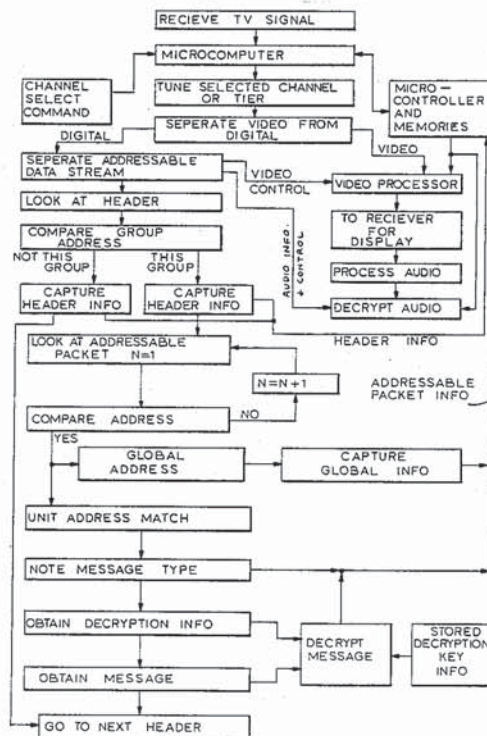 RECIEVE TV SIGNAL
MICROCOMPUTER
CHANNEL
SELECT
COMMAND
TUNE SELECTED CHANNEL
OR TIER
MICRO-
CONTROLLER
AND
MEMORIES
SEPERATE VIDEO FROM
DIGITAL
DIGITAL
VIDEO
SEPERATE ADDRESSABLE
DATA STREAM
VIDEO
CONTROL
VIDEO PROCESSOR
LOOK AT HEADER
TO RECIEVER
FOR
DISPLAY
COMPARE GROUP
ADDRESS
AUDIO INFO.
+ CONTROL
NOT THIS
GROUP
THIS
GROUP
PROCESS AUDIO
CAPTURE
HEADER INFO
CAPTURE
HEADER INFO
DECRYPT AUDIO
HEADER INFO
LOOK AT ADDRESSABLE
PACKET N=1
N=N+1
ADDRESSABLE
PACKET INFO
COMPARE ADDRESS
NO
YES
GLOBAL
ADDRESS
CAPTURE
GLOBAL INFO
UNIT ADDRESS MATCH
NOTE MESSAGE TYPE
OBTAIN DECRYPTION INFO
DECRYPT
MESSAGE
STORED
DECRYPTION
KEY
INFO
OBTAIN MESSAGE
GO TO NEXT HEADER